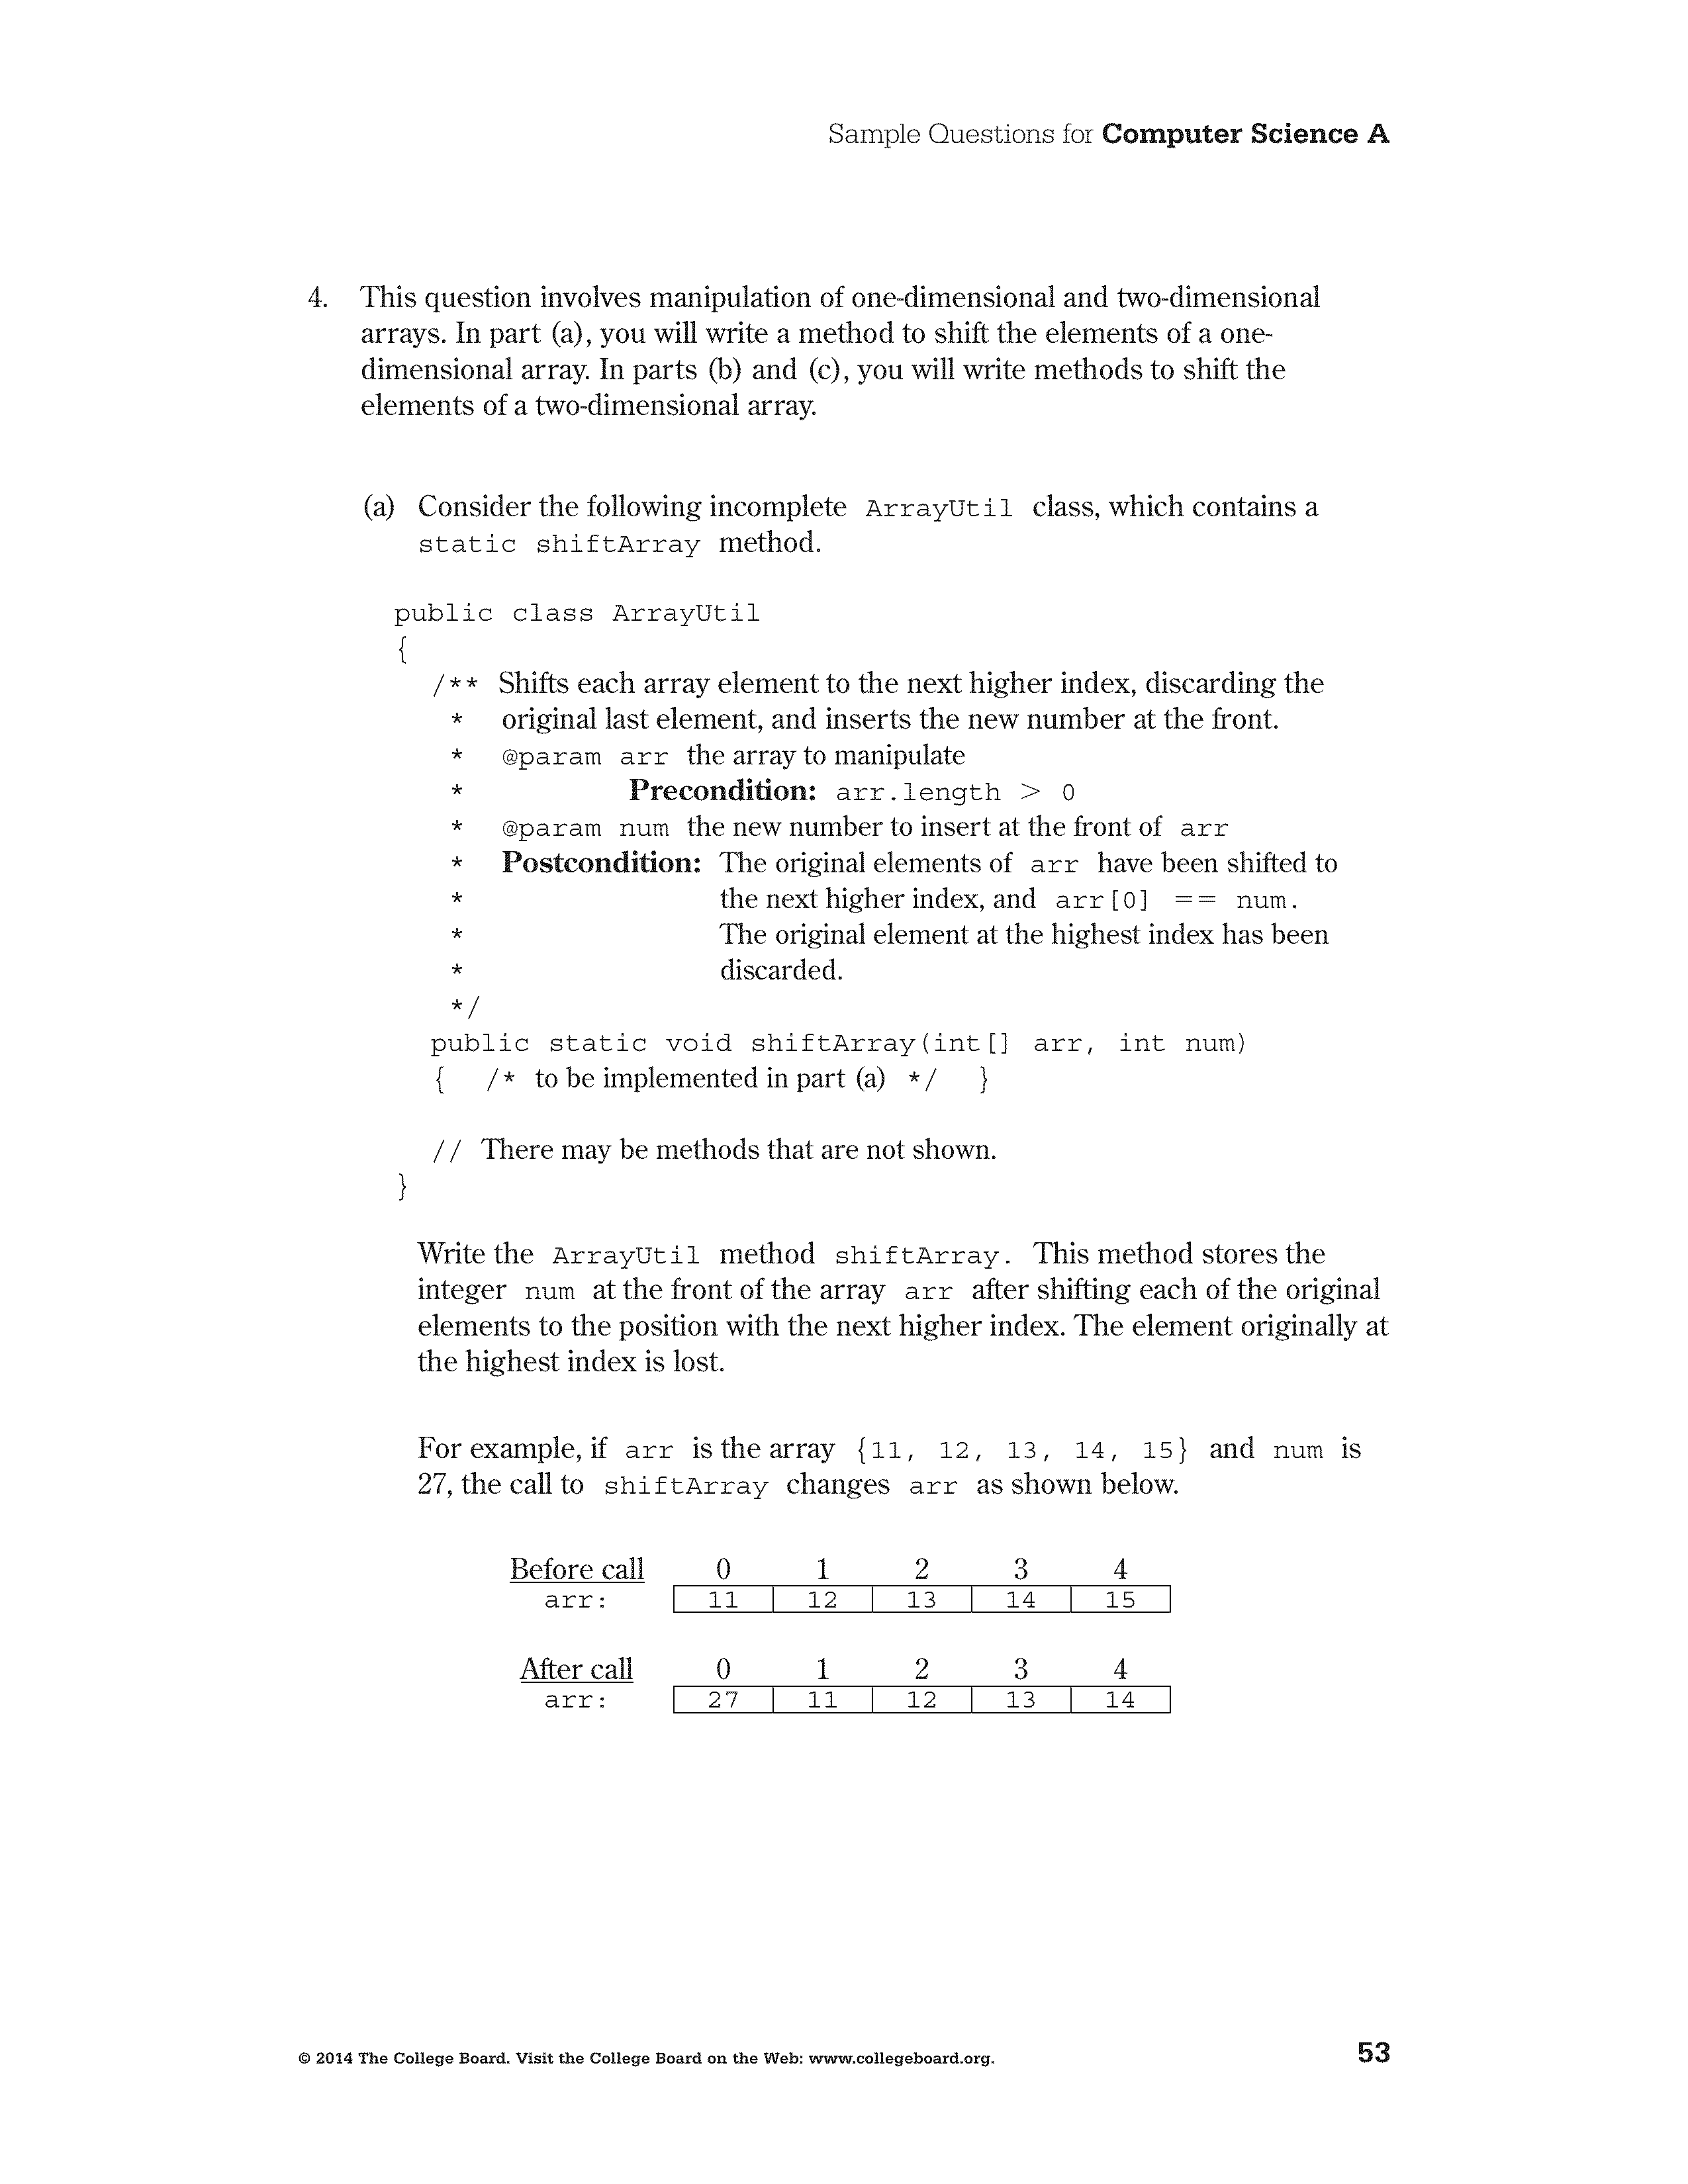 Sample Questions for Computer Science A
4. This question involves manipulation of one-dimensional and two-dimensional
arrays. In part (a), you will write a method to shift the elements of a one-
dimensional array. In parts (b) and (c), you will write methods to shift the
elements of a two-dimensional array.
(a) Consider the following incomplete ArrayUtil class, which contains a
static shiftArray method.
public class ArrayUtil
{
/** Shifts each array element to the next higher index, discarding the
* original last element, and inserts the new number at the front.
* @param arr the array to manipulate
* Precondition: arr.length > 0
* @param num the new number to insert at the front of arr
* Postcondition: The original elements of arr have been shifted to
* the next higher index, and arr[0] == num.
* The original element at the highest index has been
* discarded.
*/
public static void shiftArray(int[] arr, int num)
{ /* to be implemented in part (a) */ }
// There may be methods that are not shown.
}
Write the ArrayUtil method shiftArray. This method stores the
integer num at the front of the array arr after shifting each of the original
elements to the position with the next higher index. The element originally at
the highest index is lost.
For example, if arr is the array {11, 12, 13, 14, 15} and num is
27, the call to shiftArray changes arr as shown below.
Before call 0 1 2 3 4
arr: 11 12 13 14 15
After call 0 1 2 3 4
arr: 27 11 12 13 14
© 2014 The College Board. Visit the College Board on the Web: www.collegeboard.org. 53